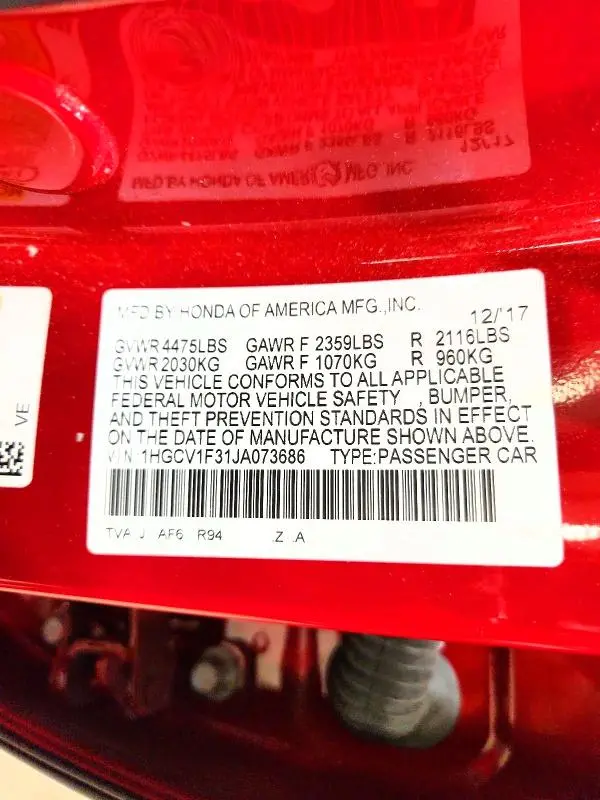 MFD BY HONDA OF AMERICA MFG.,INC. 12/'17
GVWR 4475LBS GAWR F 2359LBS R 2116LBS
GVWR 2030KG GAWR F 1070KG R 960KG
THIS VEHICLE CONFORMS TO ALL APPLICABLE
FEDERAL MOTOR VEHICLE SAFETY , BUMPER,
AND THEFT PREVENTION STANDARDS IN EFFECT
ON THE DATE OF MANUFACTURE SHOWN ABOVE.
V.I.N:1HGCV1F31JA073686 TYPE:PASSENGER CAR
TVA J AF6 R94 .Z .A
VE